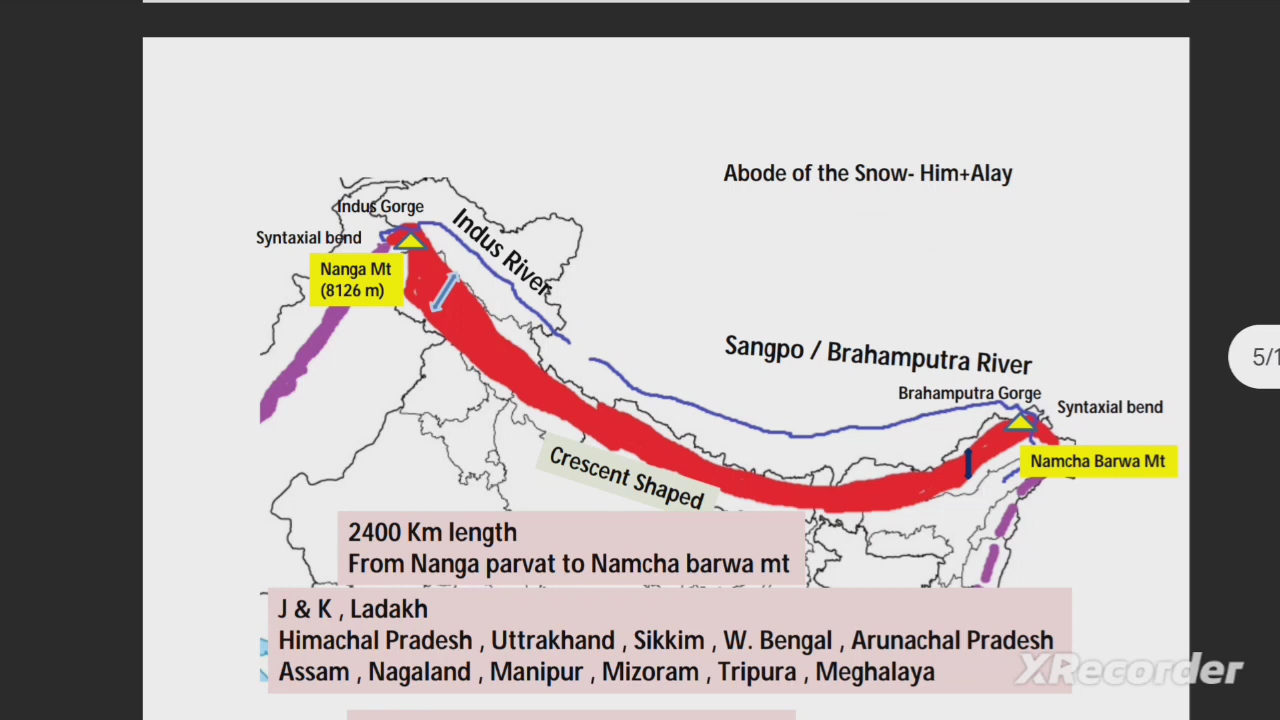 Abode of the Snow- Him+Alay
Indus Gorge
Syntaxial bend
Indus River
Nanga Mt
(8126 m)
Sangpo / Brahamputra River
Brahamputra Gorge
Syntaxial bend
Namcha Barwa Mt
Crescent Shaped
2400 Km length
From Nanga parvat to Namcha barwa mt
J & K , Ladakh
Himachal Pradesh , Uttrakhand , Sikkim , W. Bengal , Arunachal Pradesh
Assam , Nagaland , Manipur , Mizoram , Tripura , Meghalaya
5/1
XRecorder